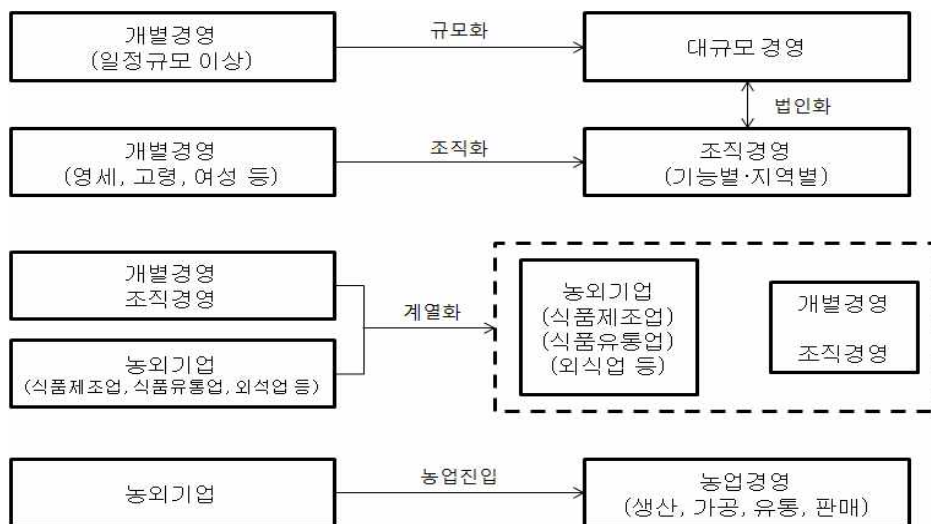 개별경영
(일정규모 이상)
규모화
대규모 경영
법인화
개별경영
(영세, 고령, 여성 등)
조직화
조직경영
(기능별·지역별)
개별경영
조직경영
농외기업
(식품제조업, 식품유통업, 외석업 등)
계열화
농외기업
(식품제조업)
(식품유통업)
(외식업 등)
개별경영
조직경영
농외기업
농업진입
농업경영
(생산, 가공, 유통, 판매)